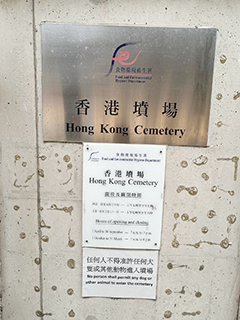 食物環境衞生署
Food and Environmental
Hygiene Department
香港墳場
Hong Kong Cemetery
食物環境衞生署
Food and Environmental Hygiene Department
香港墳場
Hong Kong Cemetery
Hours of opening and closing
任何人不得准許任何犬
隻或其他動物進入墳場
No person shall permit any dog or
other animal to enter the cemetery